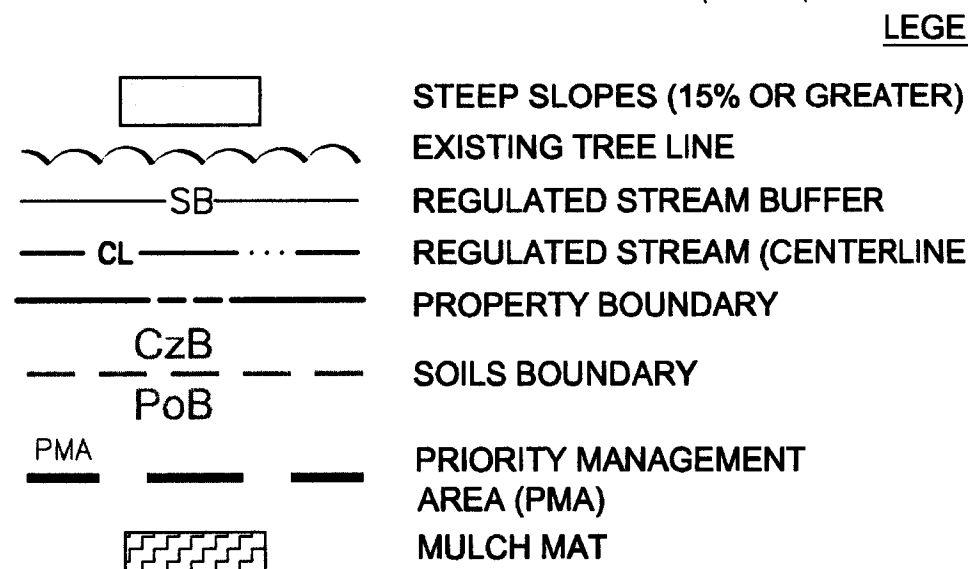 LEGE
STEEP SLOPES (15% OR GREATER)
EXISTING TREE LINE
SB REGULATED STREAM BUFFER
CL REGULATED STREAM (CENTERLINE
PROPERTY BOUNDARY
CzB
SOILS BOUNDARY
PoB
PMA
PRIORITY MANAGEMENT
AREA (PMA)
MULCH MAT